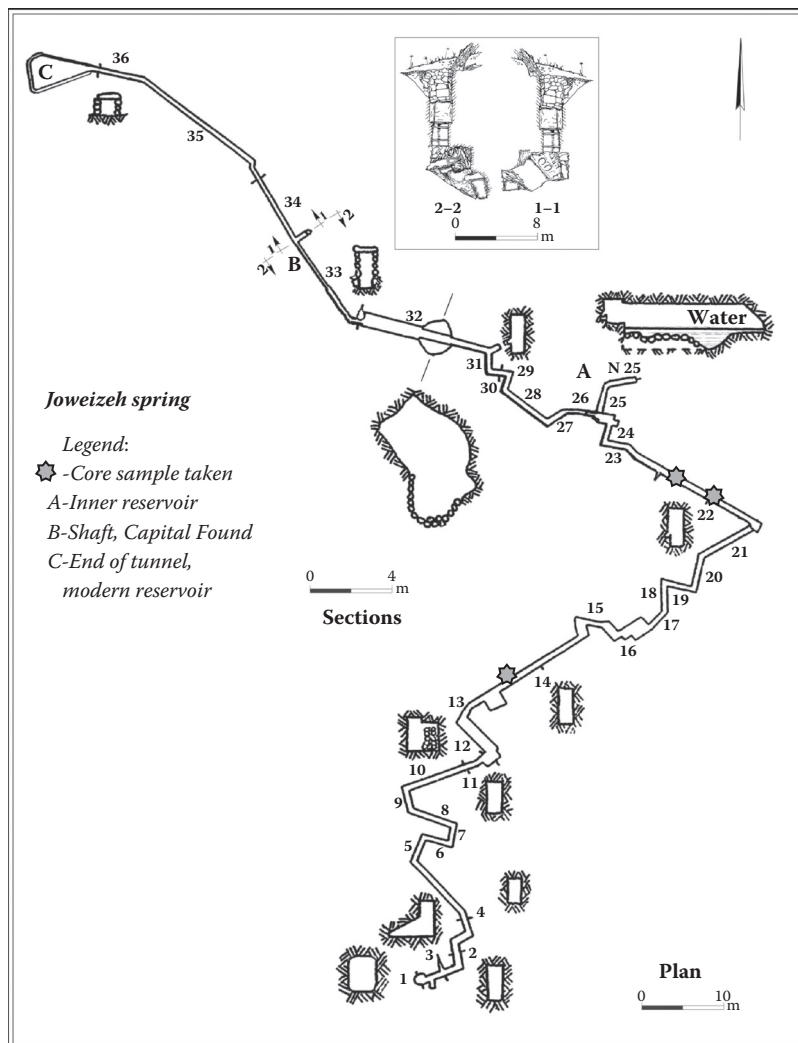 36
C
35
34
1
2
2
1
B
33
2–2
1–1
0
8
m
32
Water
31
29
30
28
A
N 25
26
25
27
24
23
22
21
20
18
19
17
15
16
14
13
12
10
11
9
8
7
5
6
4
3
2
1
Joweizeh spring
Legend:
-Core sample taken
A-Inner reservoir
B-Shaft, Capital Found
C-End of tunnel,
modern reservoir
0
4
m
Sections
Plan
0
10
m